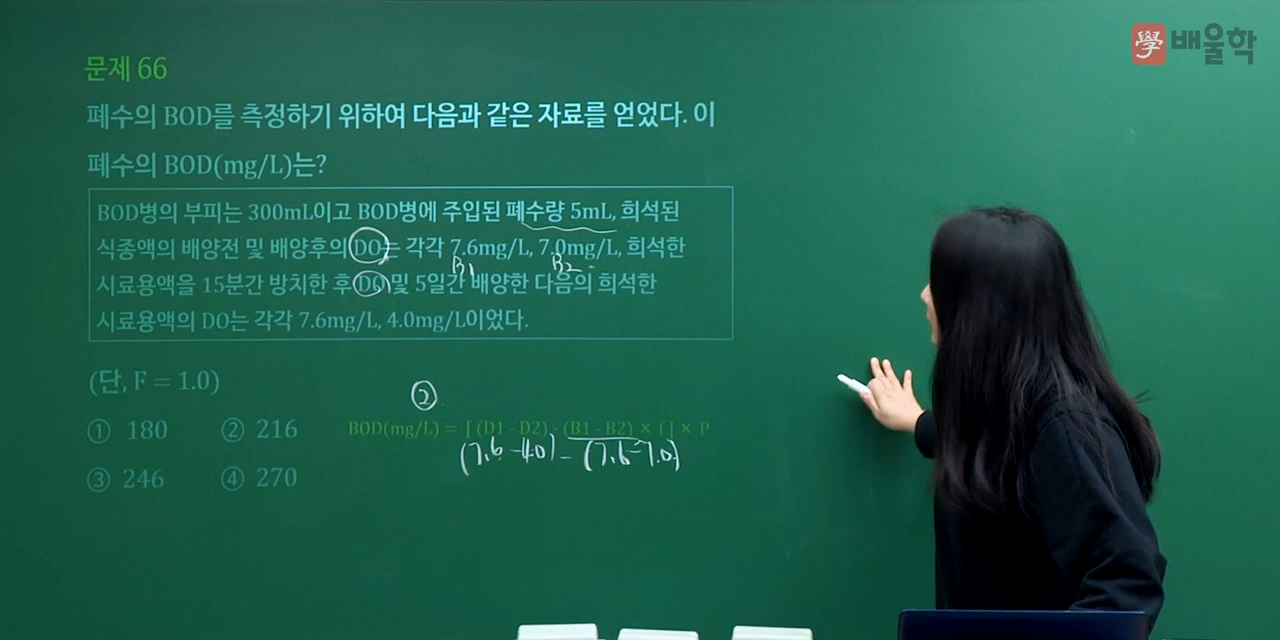 學 배울학
문제 66
폐수의 BOD를 측정하기 위하여 다음과 같은 자료를 얻었다. 이
폐수의 BOD(mg/L)는?
BOD병의 부피는 300mL이고 BOD병에 주입된 폐수량 5mL, 희석된
식종액의 배양전 및 배양후의 DO는 각각 7.6mg/L, 7.0mg/L, 희석한
B1 B2
시료용액을 15분간 방치한 후 DO 및 5일간 배양한 다음의 희석한
시료용액의 DO는 각각 7.6mg/L, 4.0mg/L이었다.
(단, F = 1.0)
②
① 180 ② 216
BOD(mg/L) = [ (D1 - D2) - (B1 - B2) × f ] × P
(7.6 - 4.0) - (7.6 - 7.0)
③ 246 ④ 270